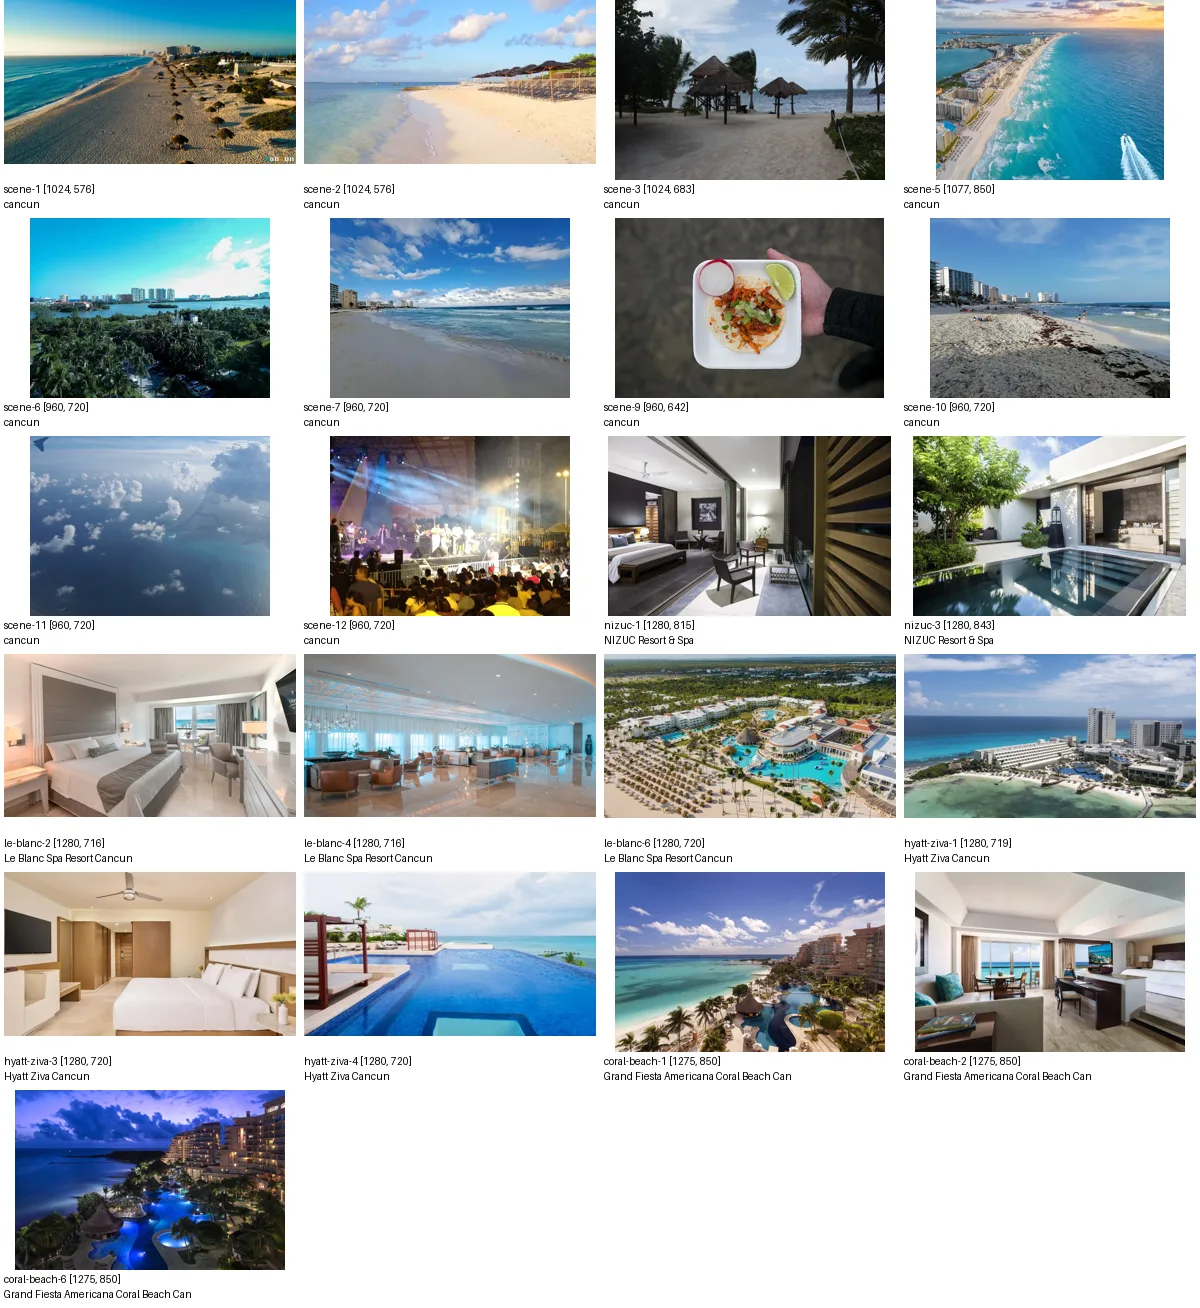 scene-1 [1024, 576]
cancun
scene-2 [1024, 576]
cancun
scene-3 [1024, 683]
cancun
scene-5 [1077, 850]
cancun
scene-6 [960, 720]
cancun
scene-7 [960, 720]
cancun
scene-9 [960, 642]
cancun
scene-10 [960, 720]
cancun
scene-11 [960, 720]
cancun
scene-12 [960, 720]
cancun
nizuc-1 [1280, 815]
NIZUC Resort & Spa
nizuc-3 [1280, 843]
NIZUC Resort & Spa
le-blanc-2 [1280, 716]
Le Blanc Spa Resort Cancun
le-blanc-4 [1280, 716]
Le Blanc Spa Resort Cancun
le-blanc-6 [1280, 720]
Le Blanc Spa Resort Cancun
hyatt-ziva-1 [1280, 719]
Hyatt Ziva Cancun
hyatt-ziva-3 [1280, 720]
Hyatt Ziva Cancun
hyatt-ziva-4 [1280, 720]
Hyatt Ziva Cancun
coral-beach-1 [1275, 850]
Grand Fiesta Americana Coral Beach Can
coral-beach-2 [1275, 850]
Grand Fiesta Americana Coral Beach Can
coral-beach-6 [1275, 850]
Grand Fiesta Americana Coral Beach Can